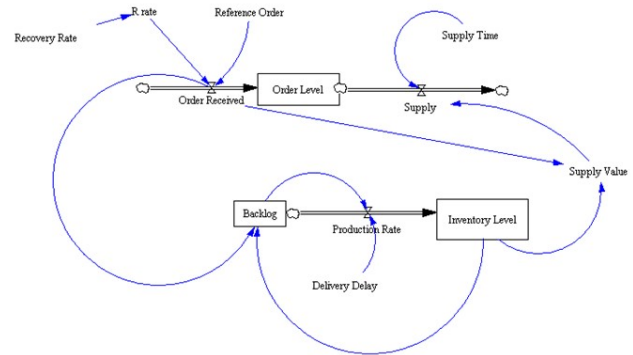 R rate
Reference Order
Recovery Rate
Supply Time
Order Level
Order Received
Supply
Supply Value
Backlog
Inventory Level
Production Rate
Delivery Delay